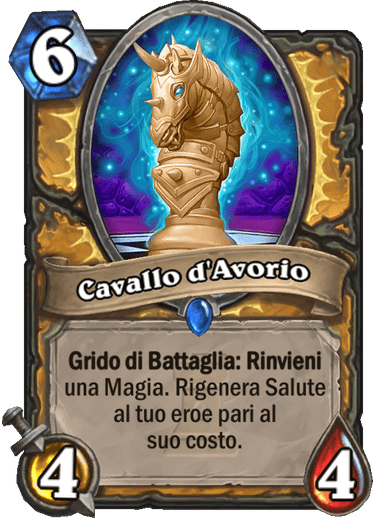 6
Cavallo d'Avorio
Grido di Battaglia: Rinvieni
una Magia. Rigenera Salute
al tuo eroe pari al
suo costo.
4
4